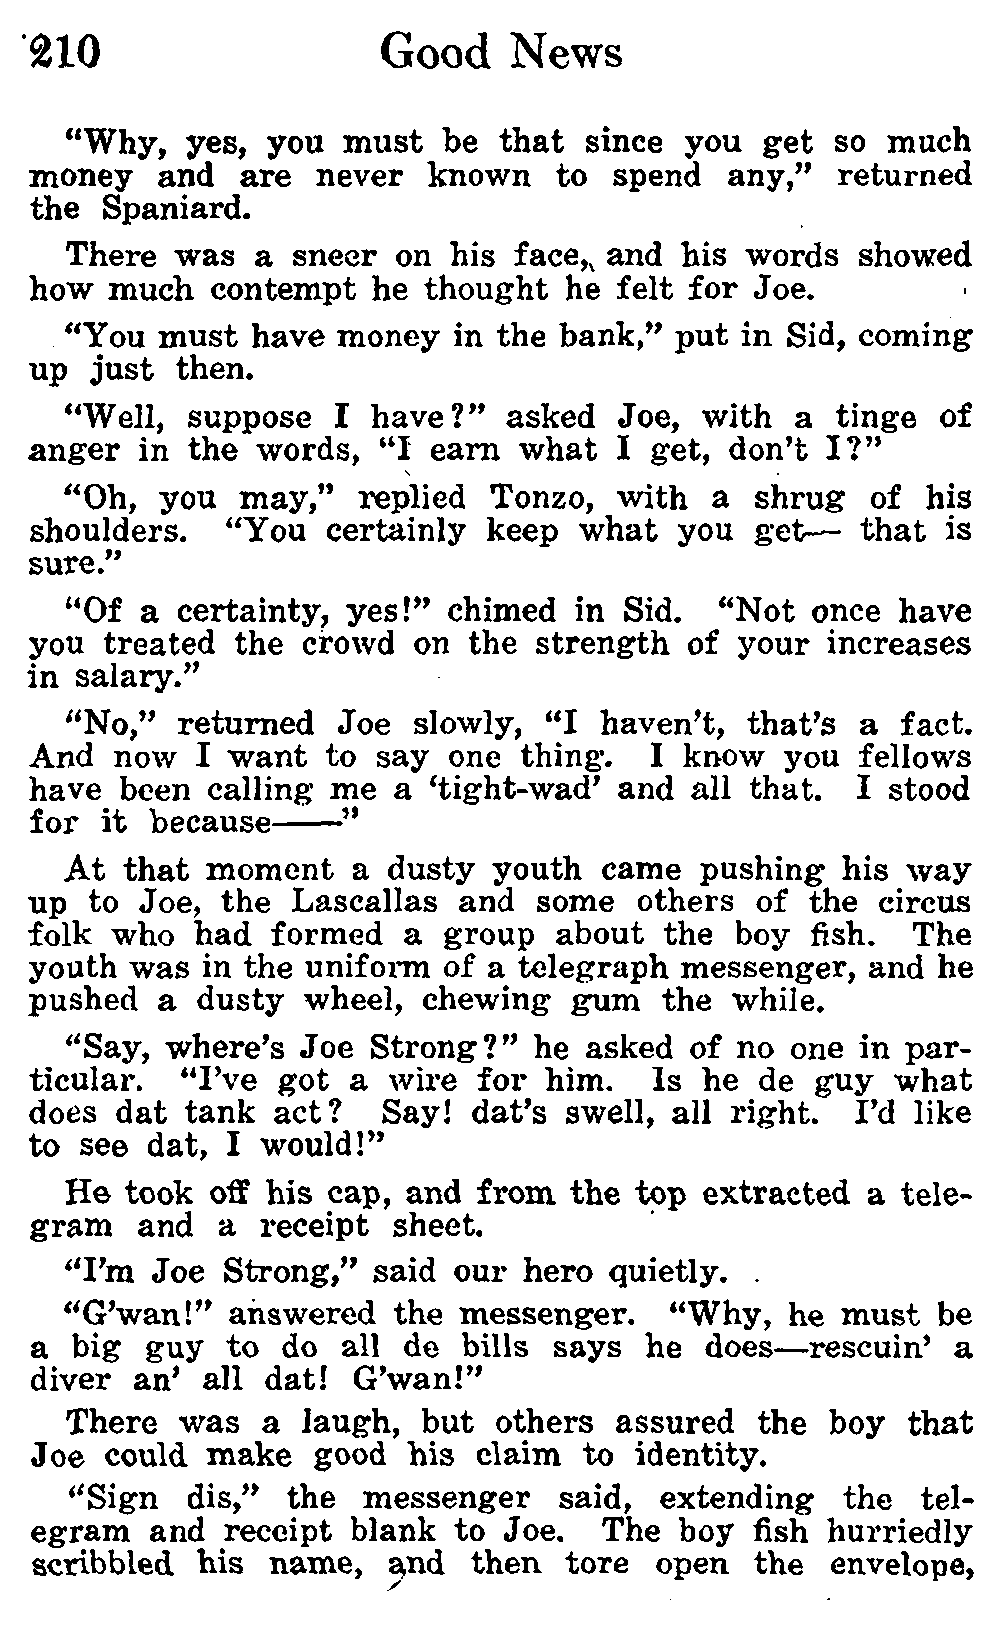 210 Good News
"Why, yes, you must be that since you get so much
money and are never known to spend any," returned
the Spaniard.
There was a sneer on his face, and his words showed
how much contempt he thought he felt for Joe.
"You must have money in the bank," put in Sid, coming
up just then.
"Well, suppose I have?" asked Joe, with a tinge of
anger in the words, "I earn what I get, don't I?"
"Oh, you may," replied Tonzo, with a shrug of his
shoulders. "You certainly keep what you get— that is
sure."
"Of a certainty, yes!" chimed in Sid. "Not once have
you treated the crowd on the strength of your increases
in salary."
"No," returned Joe slowly, "I haven't, that's a fact.
And now I want to say one thing. I know you fellows
have been calling me a 'tight-wad' and all that. I stood
for it because——"
At that moment a dusty youth came pushing his way
up to Joe, the Lascallas and some others of the circus
folk who had formed a group about the boy fish. The
youth was in the uniform of a telegraph messenger, and he
pushed a dusty wheel, chewing gum the while.
"Say, where's Joe Strong?" he asked of no one in par-
ticular. "I've got a wire for him. Is he de guy what
does dat tank act? Say! dat's swell, all right. I'd like
to see dat, I would!"
He took off his cap, and from the top extracted a tele-
gram and a receipt sheet.
"I'm Joe Strong," said our hero quietly.
"G'wan!" answered the messenger. "Why, he must be
a big guy to do all de bills says he does—rescuin' a
diver an' all dat! G'wan!"
There was a laugh, but others assured the boy that
Joe could make good his claim to identity.
"Sign dis," the messenger said, extending the tel-
egram and receipt blank to Joe. The boy fish hurriedly
scribbled his name, and then tore open the envelope,